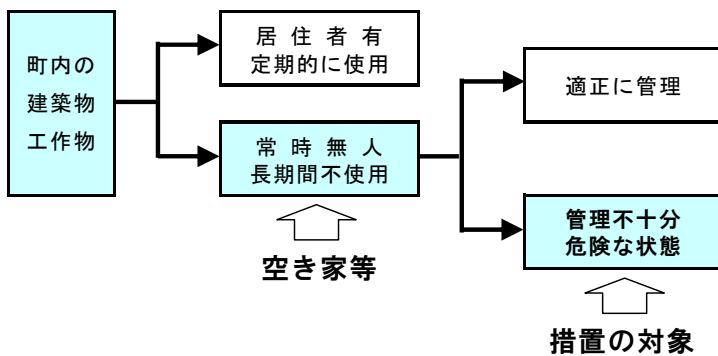 町内の
建築物
工作物
居住者有
定期的に使用
常時無人
長期間不使用
空き家等
適正に管理
管理不十分
危険な状態
措置の対象